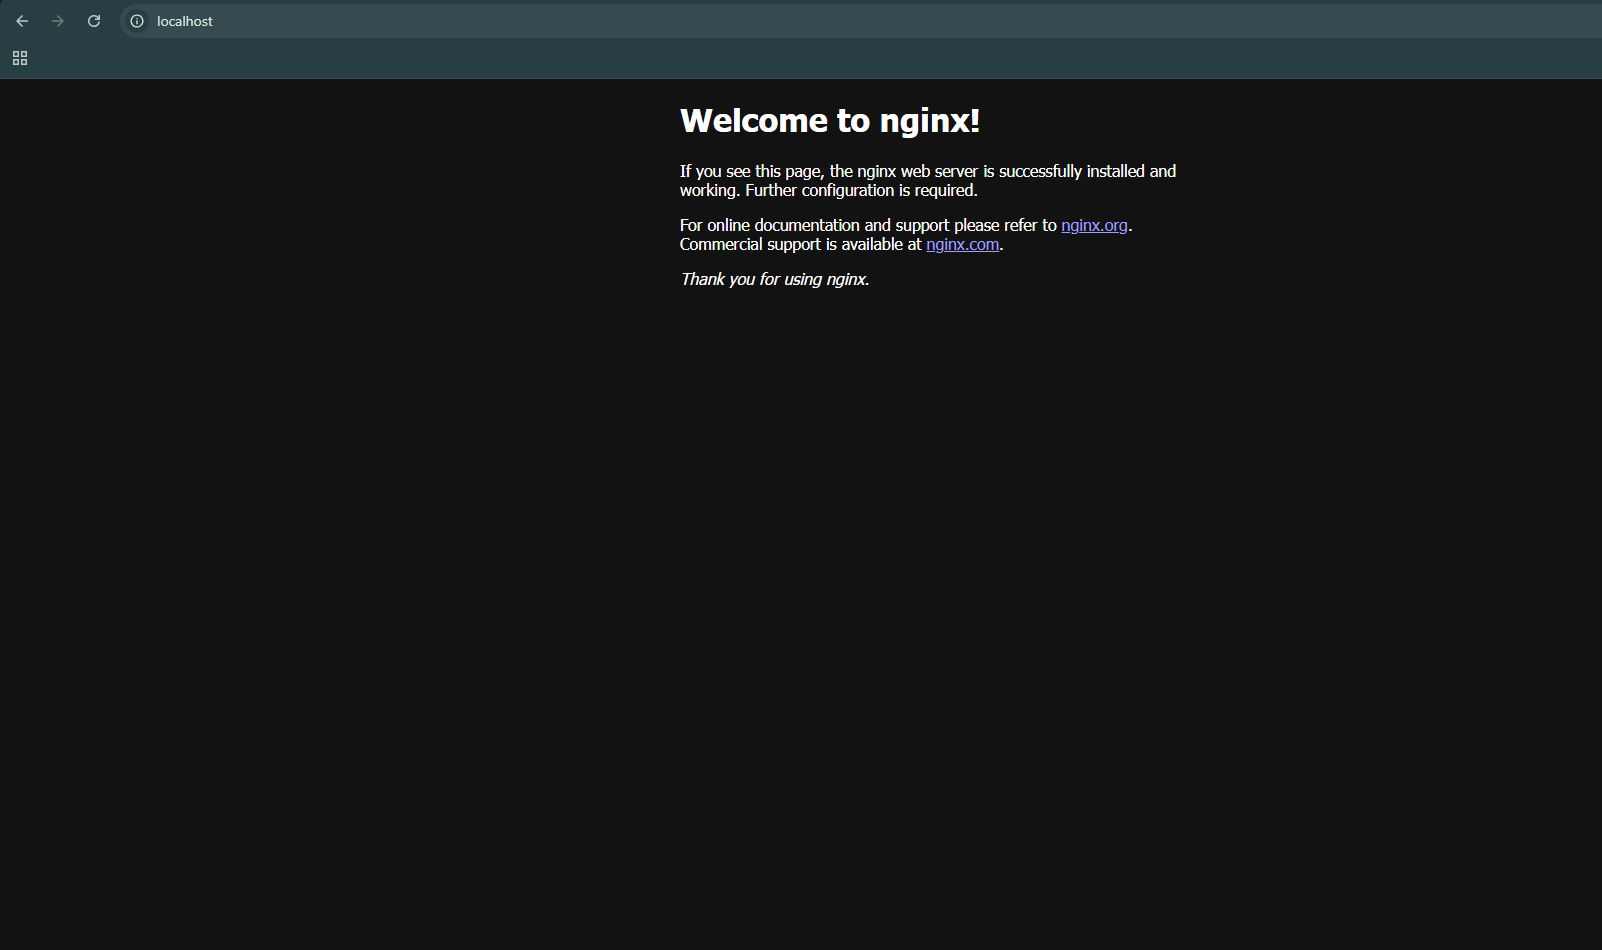 localhost
Welcome to nginx!
If you see this page, the nginx web server is successfully installed and
working. Further configuration is required.
For online documentation and support please refer to nginx.org.
Commercial support is available at nginx.com.
Thank you for using nginx.